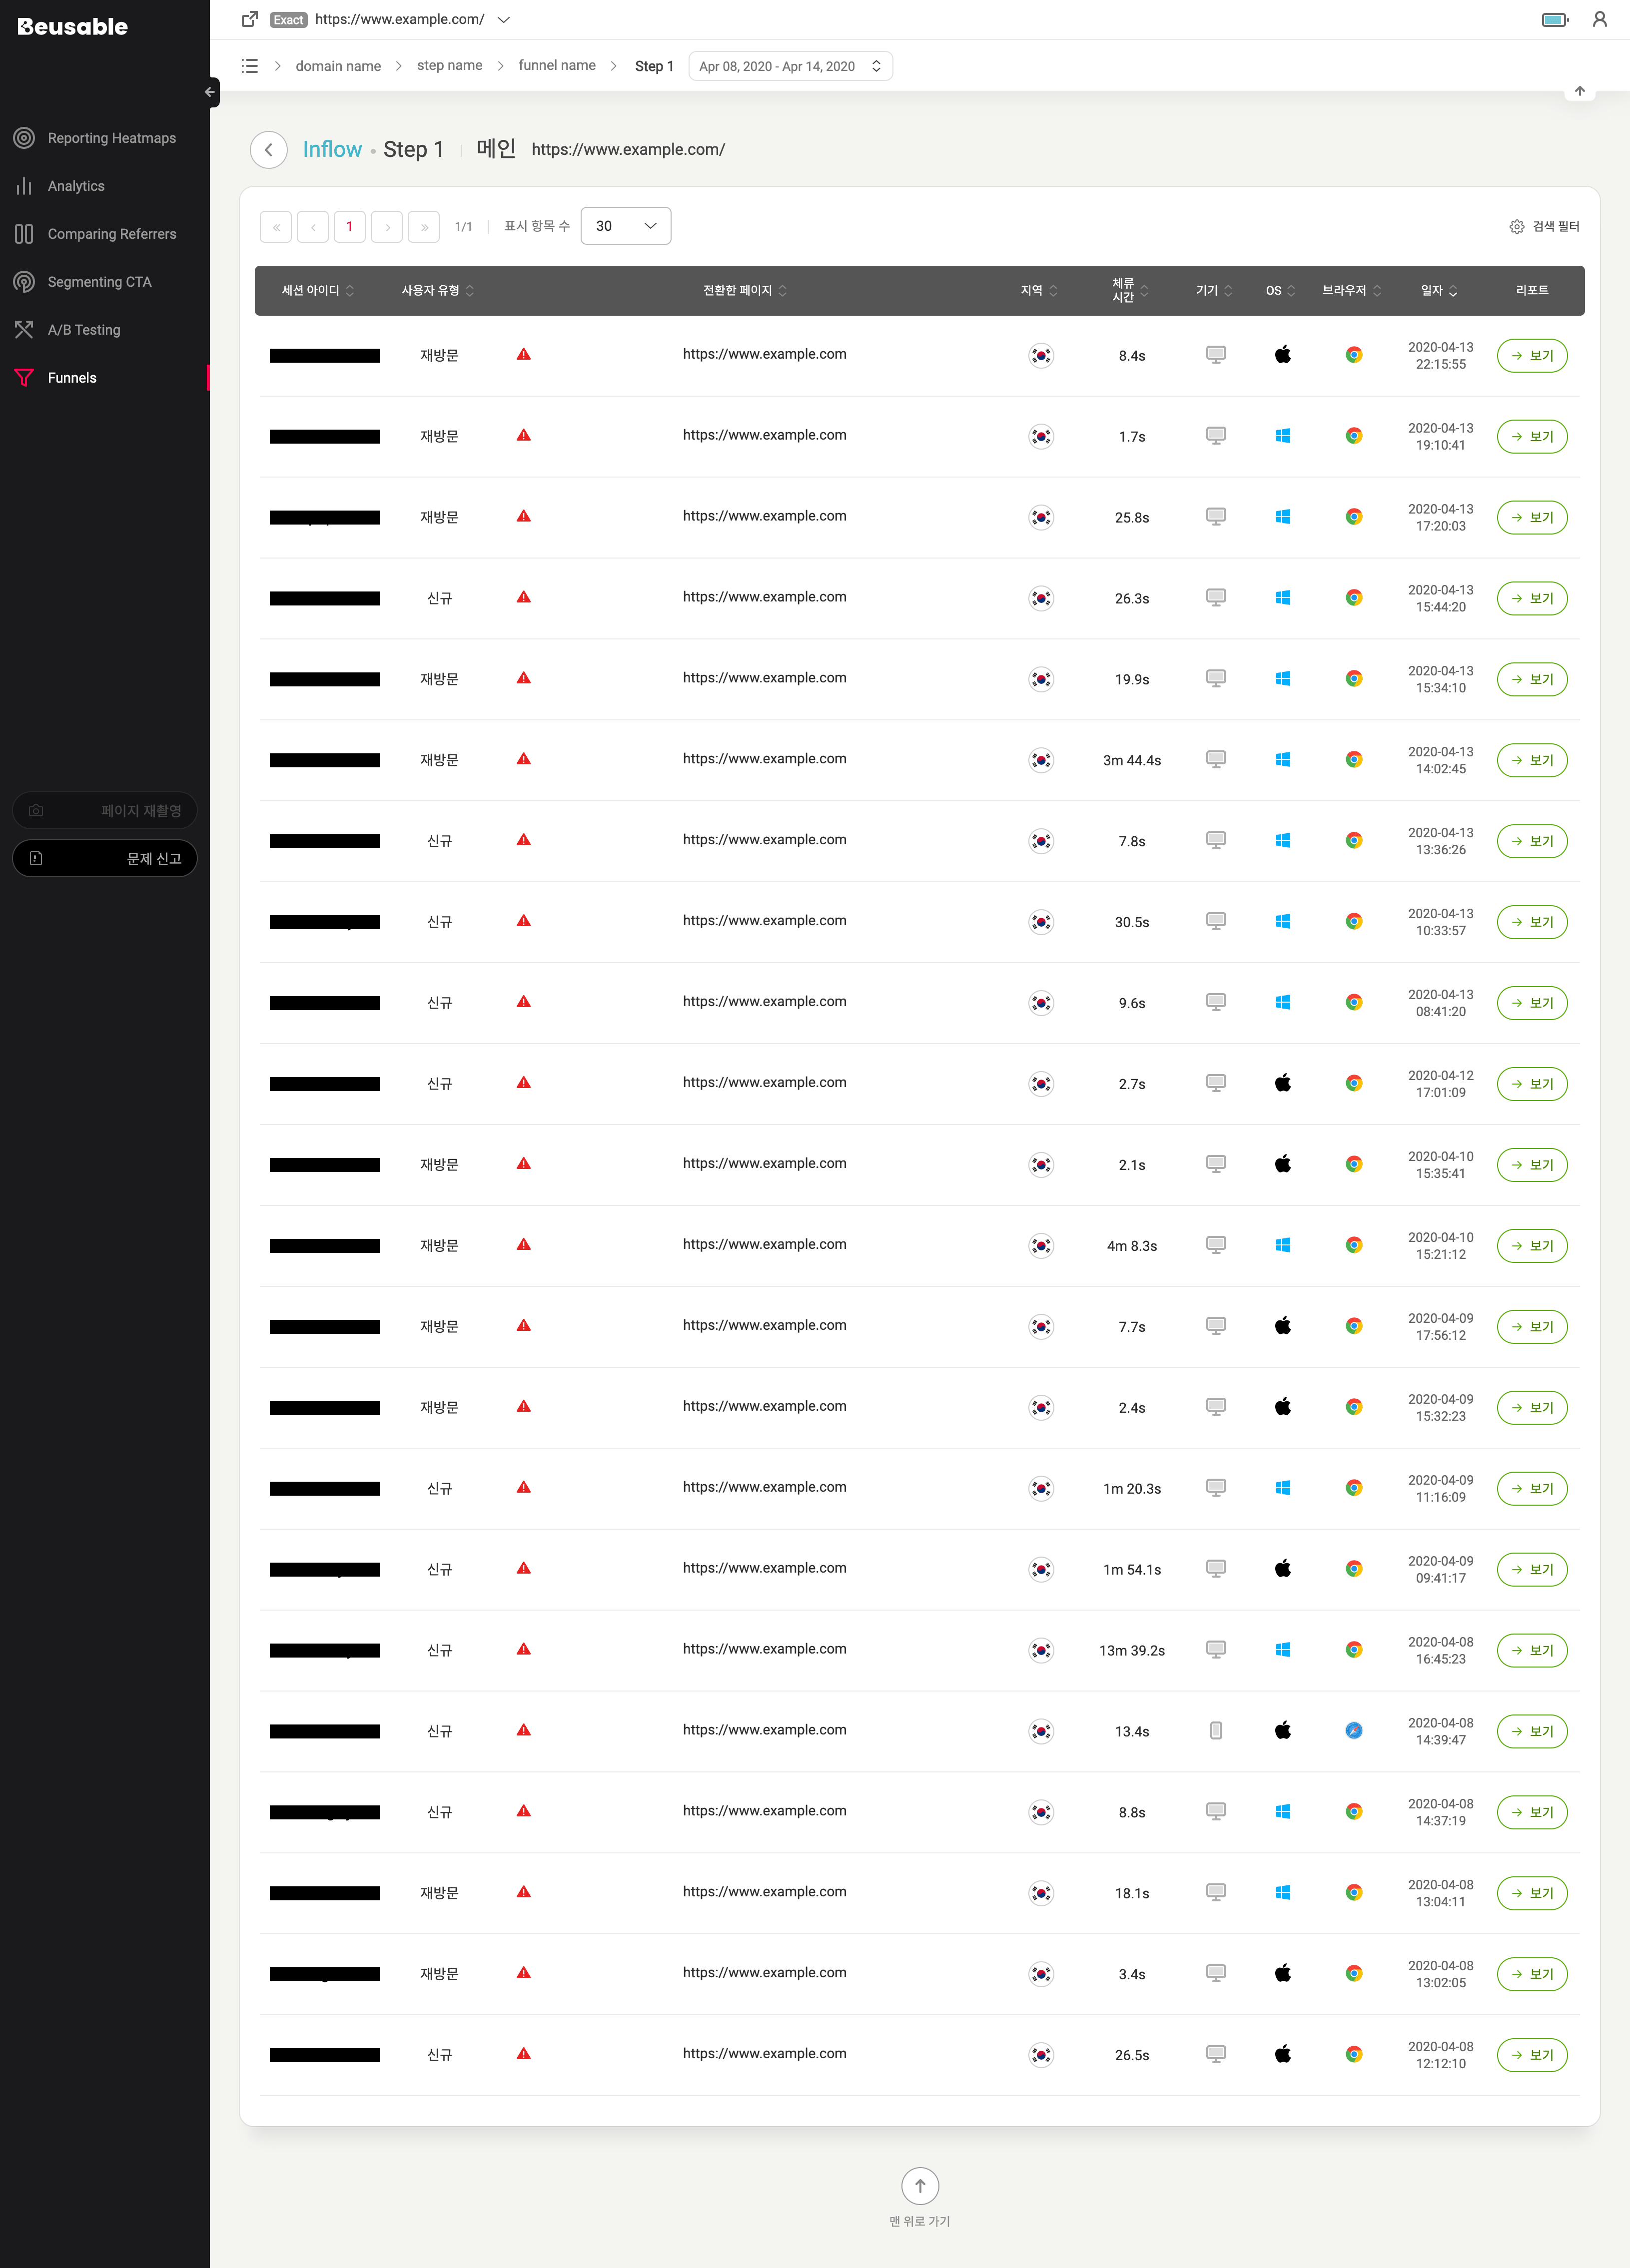 Beusable
Exact https://www.example.com/
domain name step name funnel name Step 1 Apr 08, 2020 - Apr 14, 2020
Reporting Heatmaps
Analytics
Comparing Referrers
Segmenting CTA
A/B Testing
Funnels
페이지 재촬영
문제 신고
Inflow • Step 1 메인 https://www.example.com/
« ‹ 1 › » 1/1 표시 항목 수 30 검색 필터
세션 아이디 사용자 유형 전환한 페이지 지역 체류 시간 기기 OS 브라우저 일자 리포트
재방문 https://www.example.com 8.4s 2020-04-13 22:15:55 보기
재방문 https://www.example.com 1.7s 2020-04-13 19:10:41 보기
재방문 https://www.example.com 25.8s 2020-04-13 17:20:03 보기
신규 https://www.example.com 26.3s 2020-04-13 15:44:20 보기
재방문 https://www.example.com 19.9s 2020-04-13 15:34:10 보기
재방문 https://www.example.com 3m 44.4s 2020-04-13 14:02:45 보기
신규 https://www.example.com 7.8s 2020-04-13 13:36:26 보기
신규 https://www.example.com 30.5s 2020-04-13 10:33:57 보기
신규 https://www.example.com 9.6s 2020-04-13 08:41:20 보기
신규 https://www.example.com 2.7s 2020-04-12 17:01:09 보기
재방문 https://www.example.com 2.1s 2020-04-10 15:35:41 보기
재방문 https://www.example.com 4m 8.3s 2020-04-10 15:21:12 보기
재방문 https://www.example.com 7.7s 2020-04-09 17:56:12 보기
재방문 https://www.example.com 2.4s 2020-04-09 15:32:23 보기
신규 https://www.example.com 1m 20.3s 2020-04-09 11:16:09 보기
신규 https://www.example.com 1m 54.1s 2020-04-09 09:41:17 보기
신규 https://www.example.com 13m 39.2s 2020-04-08 16:45:23 보기
신규 https://www.example.com 13.4s 2020-04-08 14:39:47 보기
신규 https://www.example.com 8.8s 2020-04-08 14:37:19 보기
재방문 https://www.example.com 18.1s 2020-04-08 13:04:11 보기
재방문 https://www.example.com 3.4s 2020-04-08 13:02:05 보기
신규 https://www.example.com 26.5s 2020-04-08 12:12:10 보기
맨 위로 가기